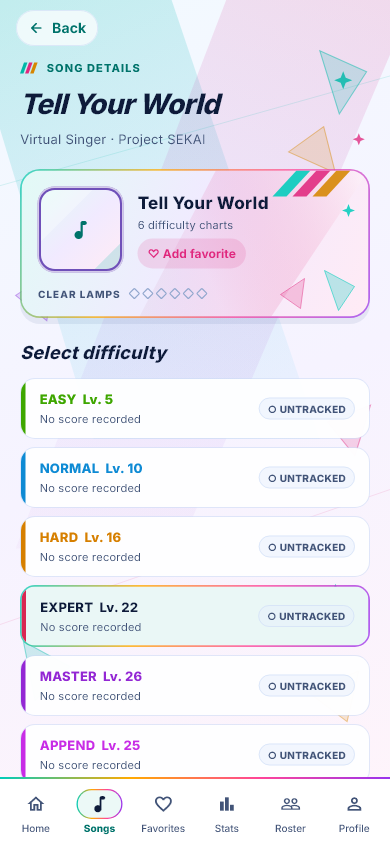 Back
SONG DETAILS
Tell Your World
Virtual Singer · Project SEKAI
Tell Your World
6 difficulty charts
Add favorite
CLEAR LAMPS
Select difficulty
EASY Lv. 5
No score recorded
UNTRACKED
NORMAL Lv. 10
No score recorded
UNTRACKED
HARD Lv. 16
No score recorded
UNTRACKED
EXPERT Lv. 22
No score recorded
UNTRACKED
MASTER Lv. 26
No score recorded
UNTRACKED
APPEND Lv. 25
No score recorded
UNTRACKED
Home Songs Favorites Stats Roster Profile